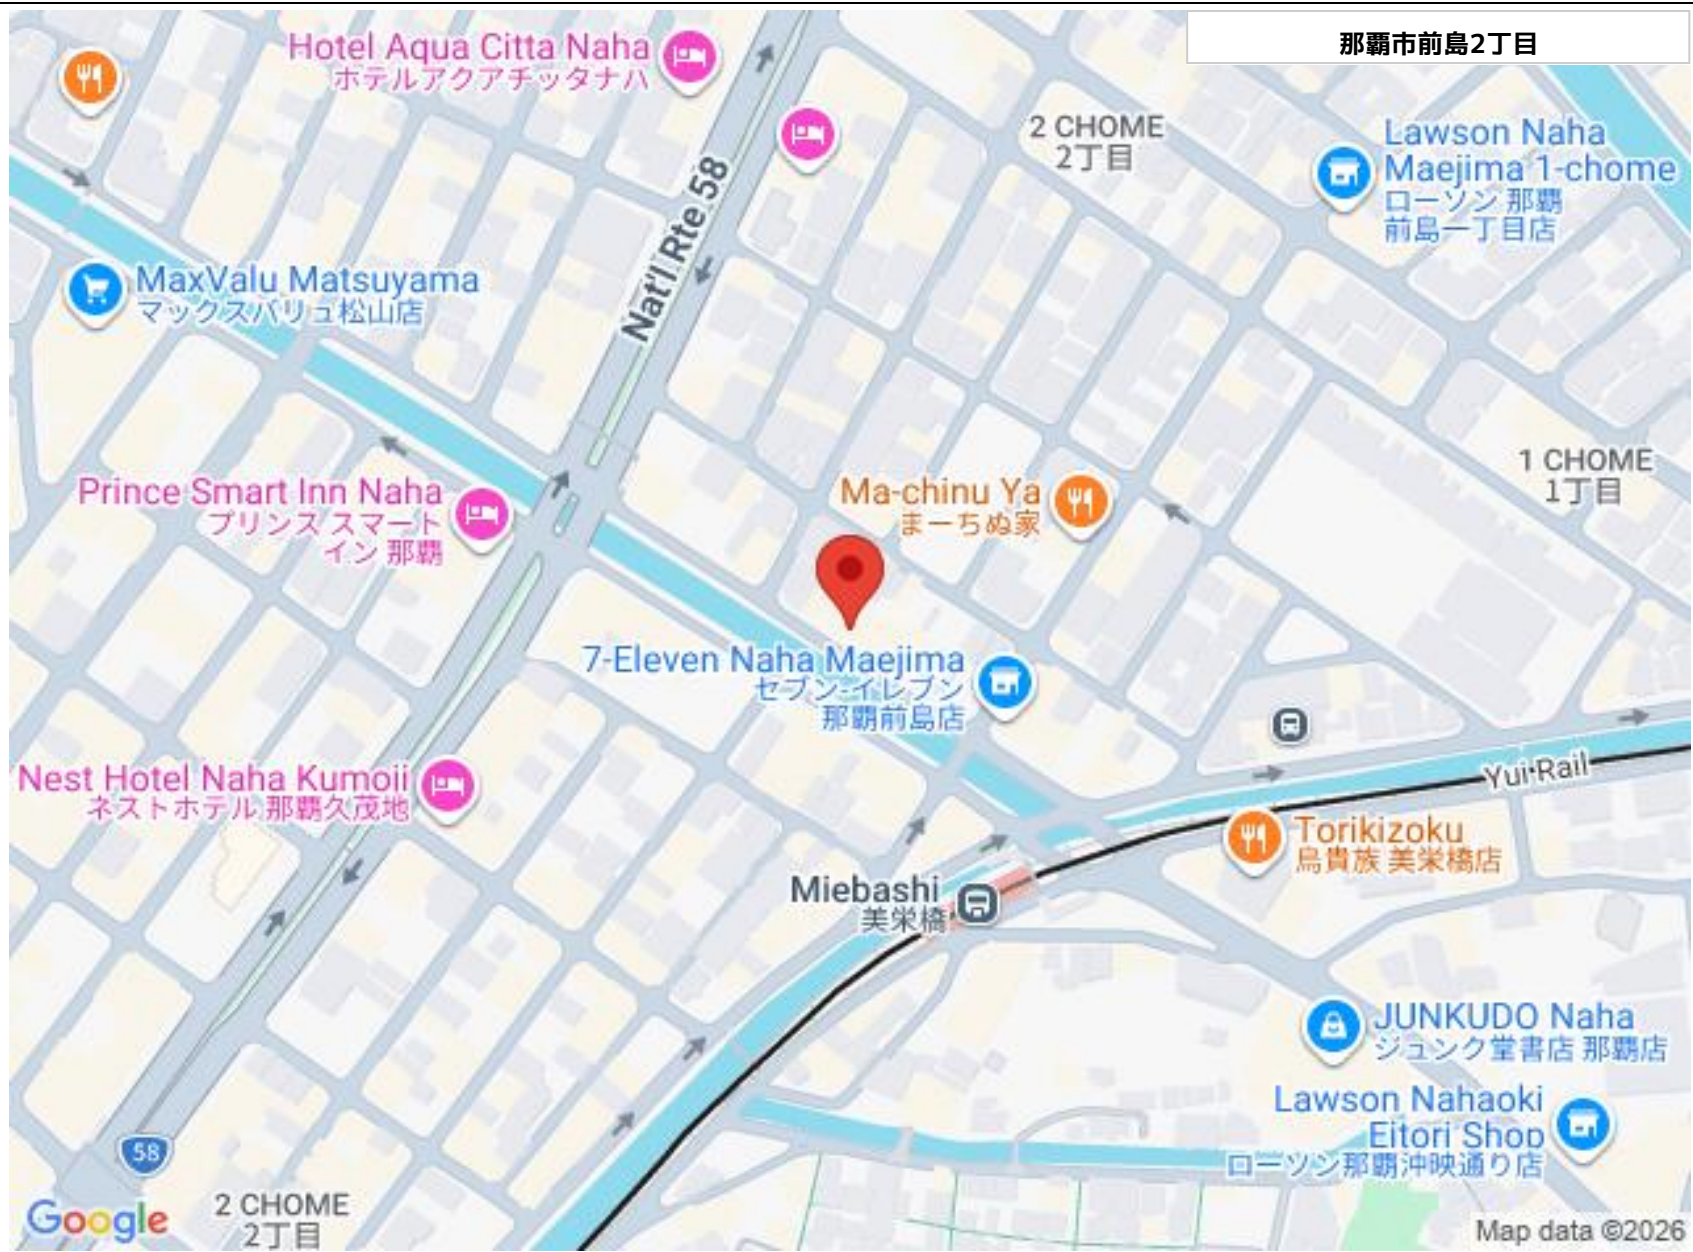 那覇市前島2丁目
Hotel Aqua Citta Naha
ホテルアクアチッタナハ
2 CHOME
2丁目
Lawson Naha
Maejima 1-chome
ローソン 那覇
前島一丁目店
Nat'l Rte 58
MaxValu Matsuyama
マックスバリュ松山店
Prince Smart Inn Naha
プリンス スマート
イン 那覇
Ma-chinu Ya
まーちぬ家
1 CHOME
1丁目
7-Eleven Naha Maejima
セブン-イレブン
那覇前島店
Nest Hotel Naha Kumoji
ネストホテル 那覇久茂地
Yui Rail
Torikizoku
鳥貴族 美栄橋店
Miebashi
美栄橋
JUNKUDO Naha
ジュンク堂書店 那覇店
Lawson Nahaoki
Eitori Shop
ローソン那覇沖映通り店
58
2 CHOME
2丁目
Google
Map data ©2026